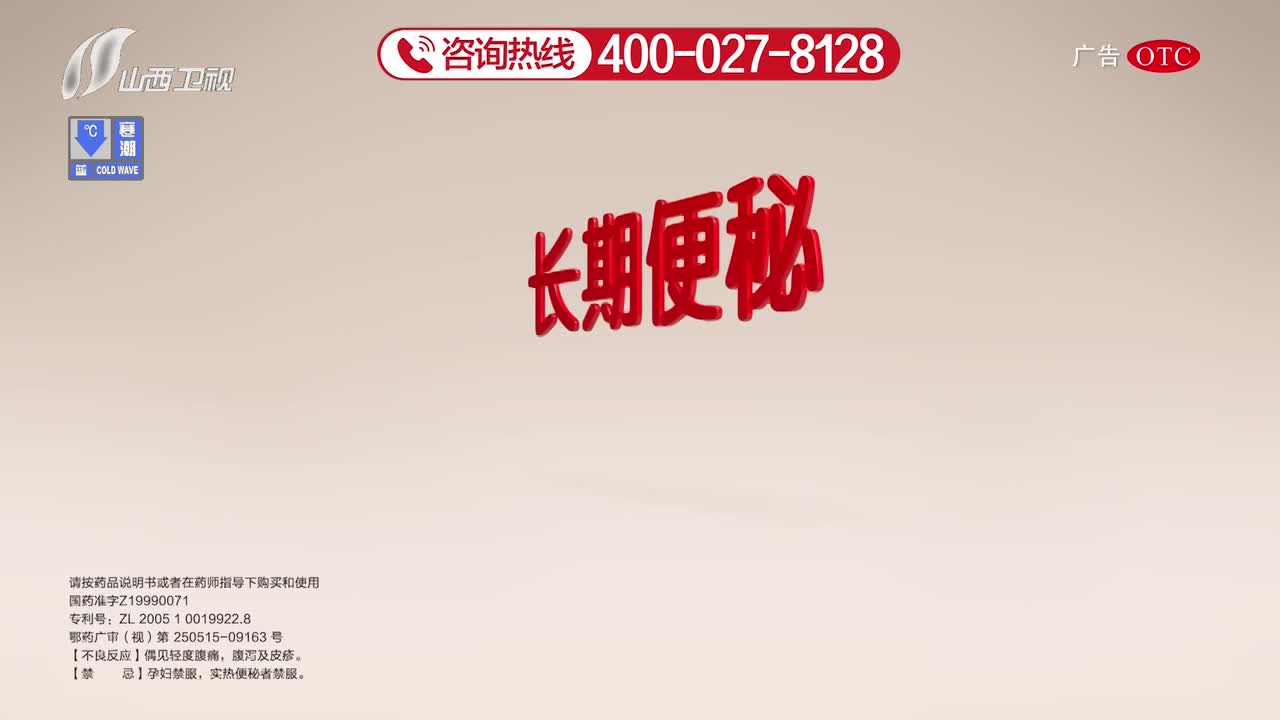 山西卫视
咨询热线 400-027-8128
广告 OTC
℃ 寒潮
蓝 COLD WAVE
长期便秘
请按药品说明书或者在药师指导下购买和使用
国药准字Z19990071
专利号：ZL 2005 1 0019922.8
鄂药广审（视）第 250515-09163 号
【不良反应】偶见轻度腹痛，腹泻及皮疹。
【禁 忌】孕妇禁服，实热便秘者禁服。